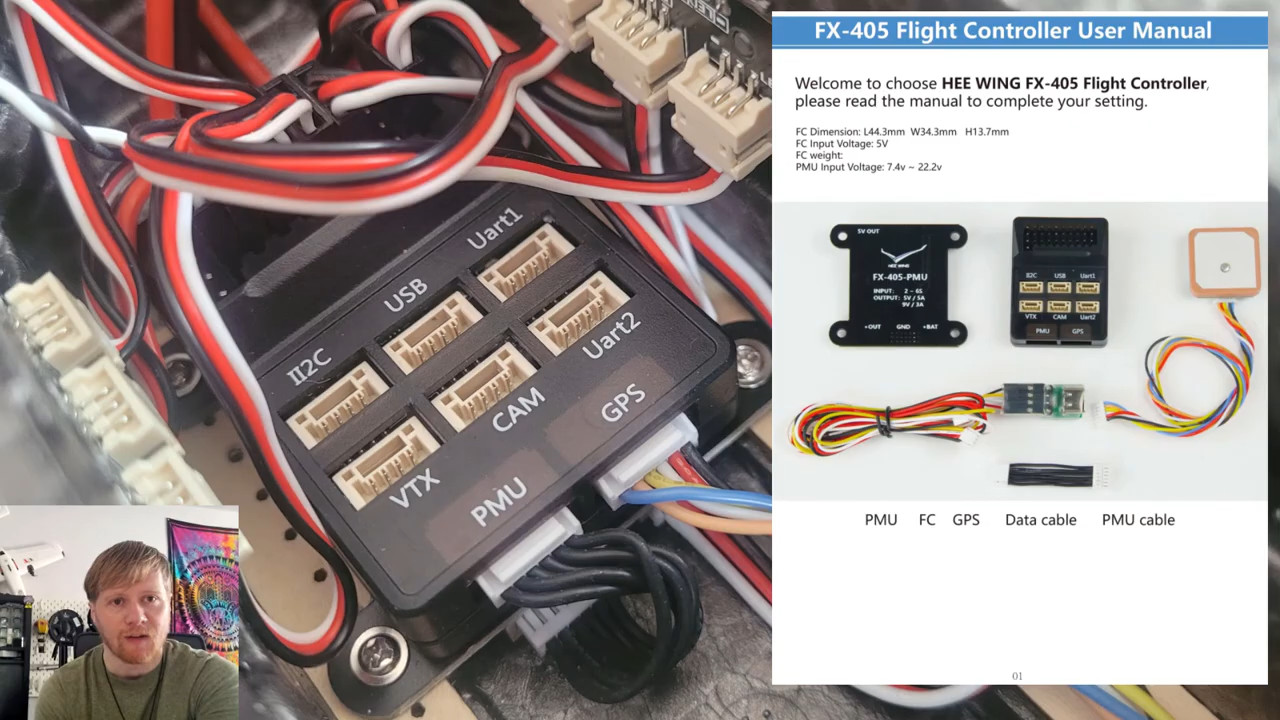 Uart1
USB
II2C
Uart2
CAM
VTX
GPS
PMU
FX-405 Flight Controller User Manual
Welcome to choose HEE WING FX-405 Flight Controller,
please read the manual to complete your setting.
FC Dimension: L44.3mm W34.3mm H13.7mm
FC Input Voltage: 5V
FC weight:
PMU Input Voltage: 7.4v ~ 22.2v
5V OUT
HEE WING
FX-405-PMU
INPUT: 2 ~ 6S
OUTPUT: 5V / 5A
9V / 3A
+OUT GND +BAT
II2C USB Uart1
VTX CAM Uart2
PMU GPS
PMU FC GPS Data cable PMU cable
01